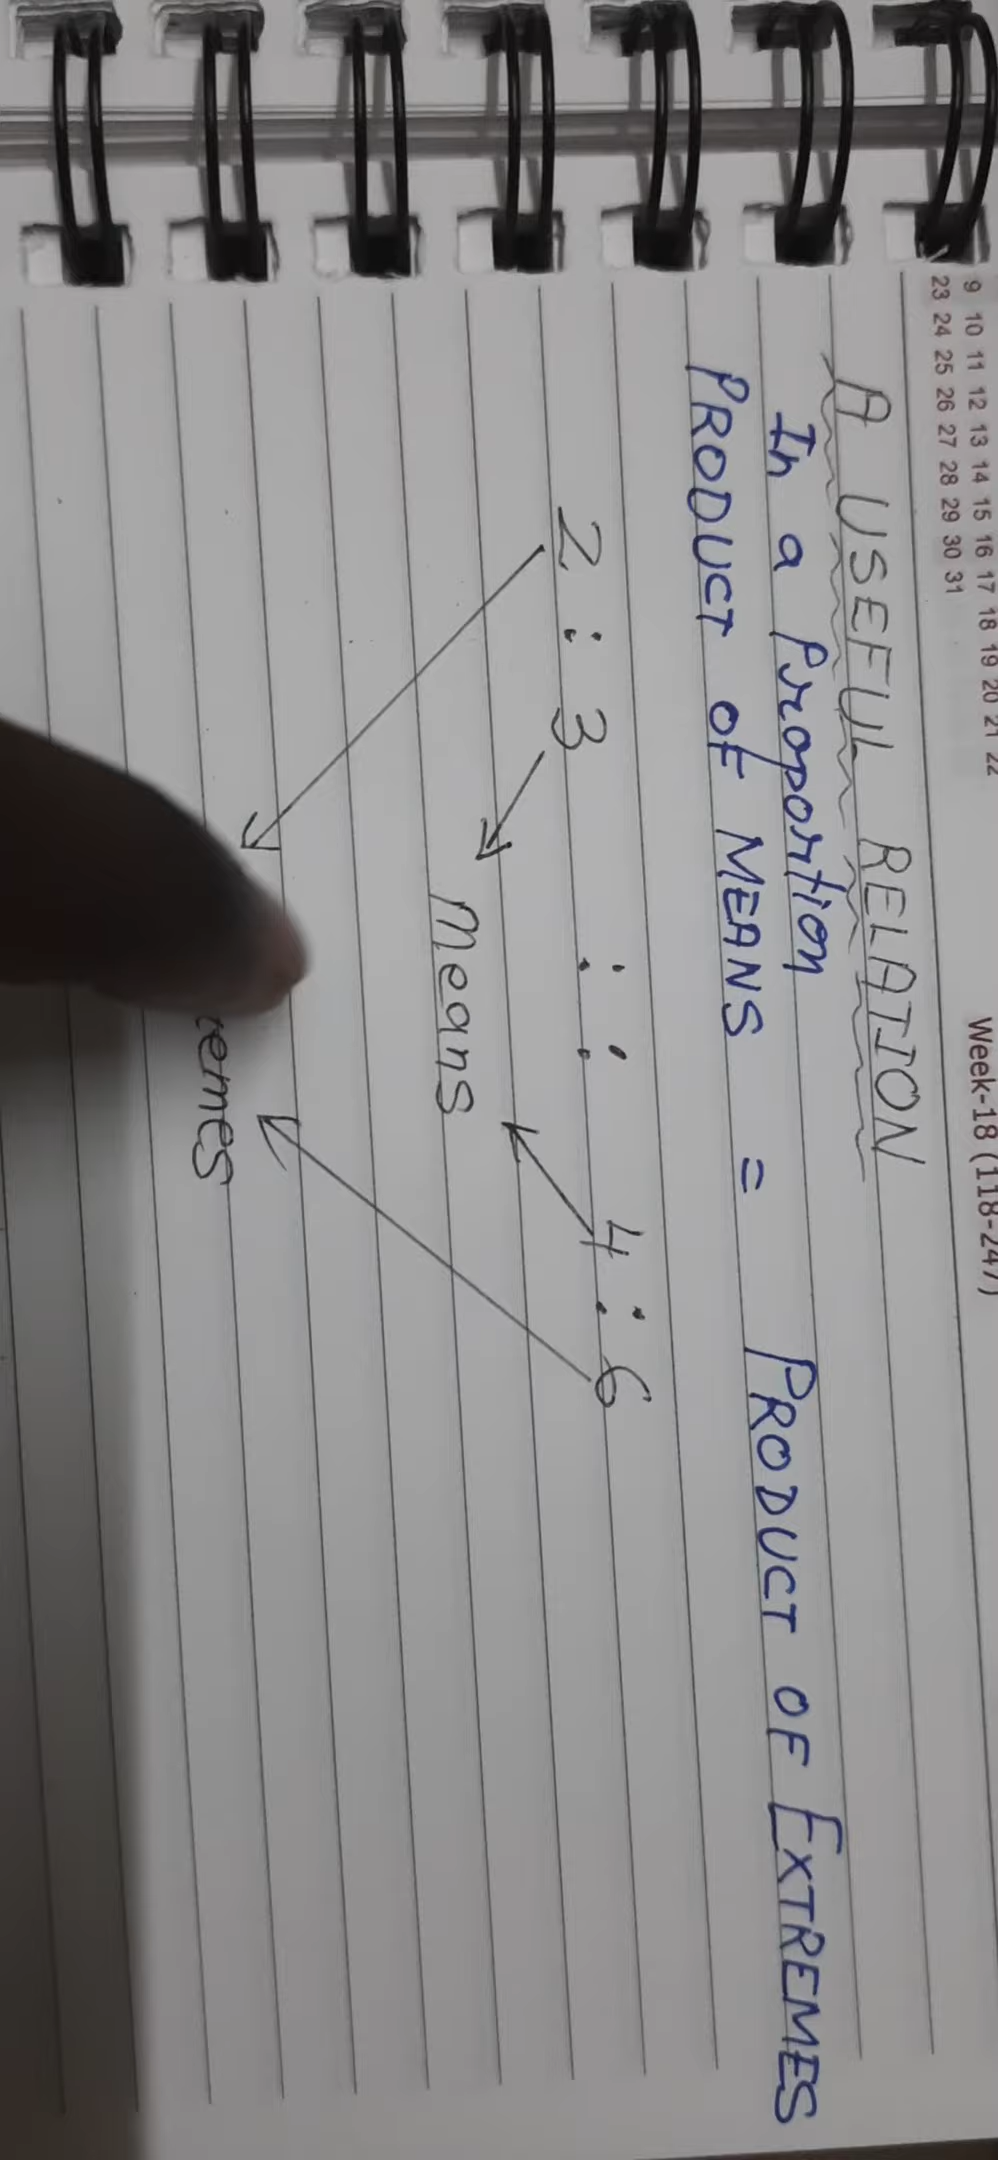 Week-18 (118-247)
9 10 11 12 13 14 15 16 17 18 19 20 21 22
23 24 25 26 27 28 29 30 31
A USEFUL RELATION
In a Proportion
PRODUCT OF MEANS = PRODUCT OF EXTREMES
2 : 3 : : 4 : 6
Means